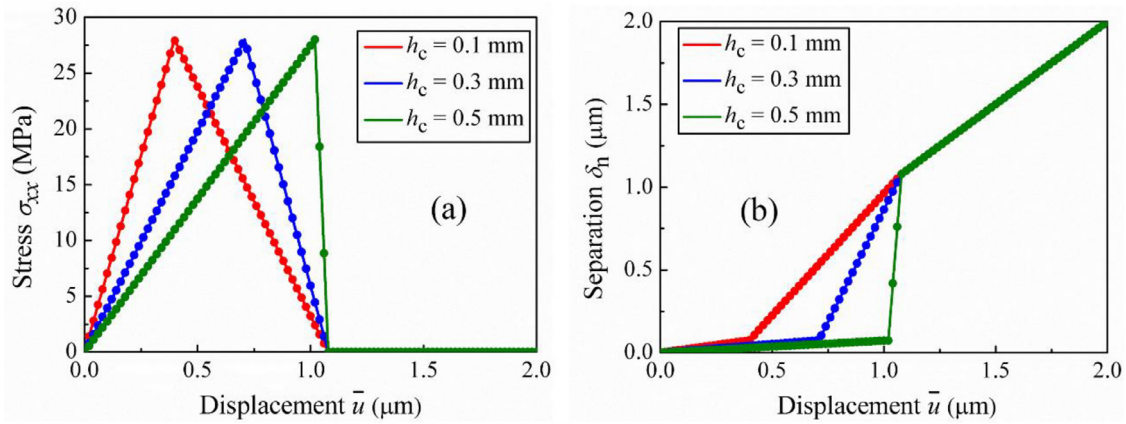 30
25
20
15
10
5
0
Stress σxx (MPa)
hc = 0.1 mm
hc = 0.3 mm
hc = 0.5 mm
(a)
0.0 0.5 1.0 1.5 2.0
Displacement ū (μm)
2.0
1.5
1.0
0.5
0.0
Separation δn (μm)
hc = 0.1 mm
hc = 0.3 mm
hc = 0.5 mm
(b)
0.0 0.5 1.0 1.5 2.0
Displacement ū (μm)